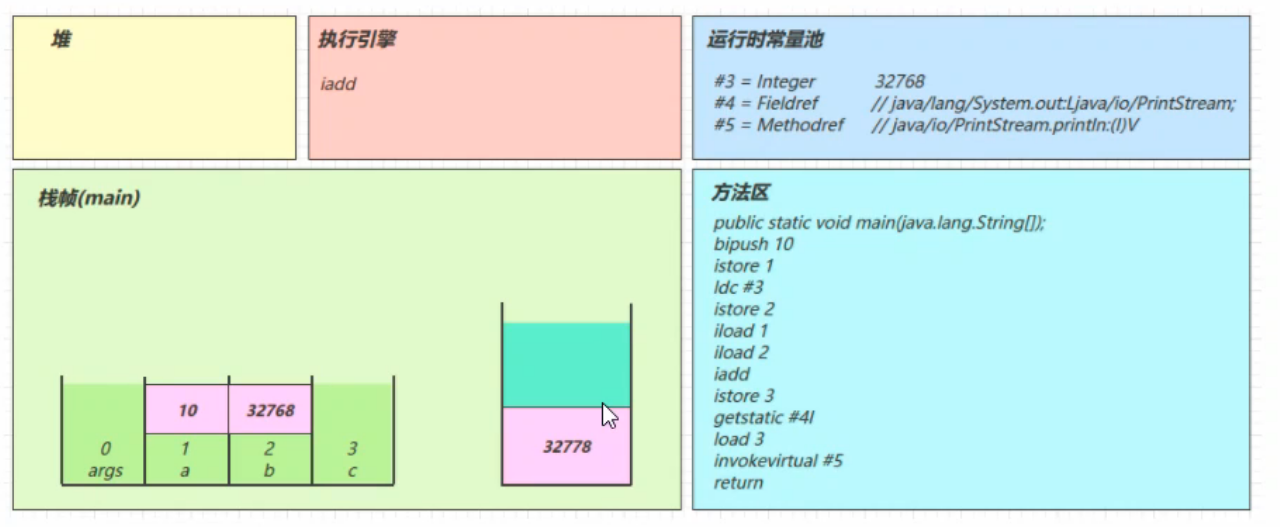 堆
执行引擎
iadd
运行时常量池
#3 = Integer 32768
#4 = Fieldref // java/lang/System.out:Ljava/io/PrintStream;
#5 = Methodref // java/io/PrintStream.println:(I)V
栈帧(main)
10 32768
0 1 2 3
args a b c
32778
方法区
public static void main(java.lang.String[]);
bipush 10
istore 1
ldc #3
istore 2
iload 1
iload 2
iadd
istore 3
getstatic #4l
load 3
invokevirtual #5
return